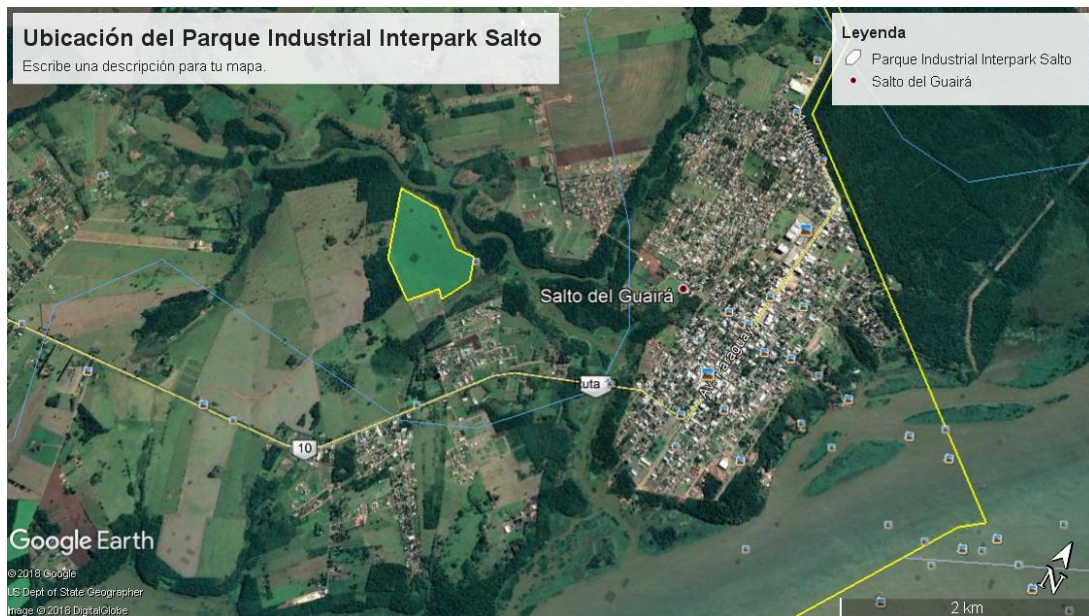 Ubicación del Parque Industrial Interpark Salto
Escribe una descripción para tu mapa.
Leyenda
Parque Industrial Interpark Salto
Salto del Guairá
Salto del Guairá
10
Google Earth
© 2018 Google
US Dept of State Geographer
Image © 2018 DigitalGlobe
N
2 km